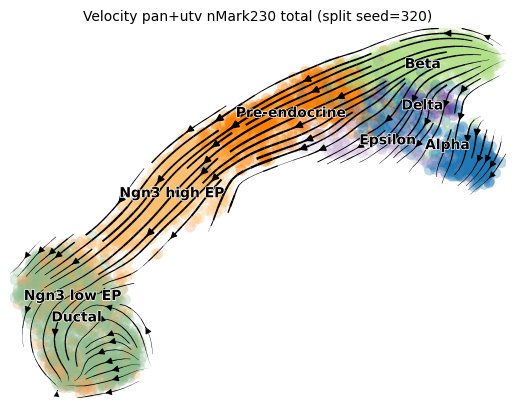 Velocity pan+utv nMark230 total (split seed=320)
Beta
Delta
Pre-endocrine
Epsilon
Alpha
Ngn3 high EP
Ngn3 low EP
Ductal